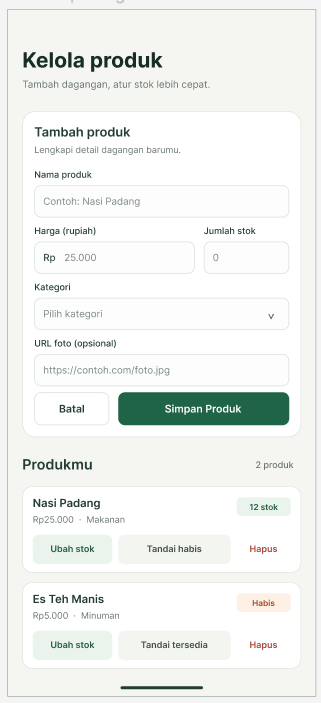 Kelola produk
Tambah dagangan, atur stok lebih cepat.
Tambah produk
Lengkapi detail dagangan barumu.
Nama produk
Contoh: Nasi Padang
Harga (rupiah) Jumlah stok
Rp 25.000 0
Kategori
Pilih kategori
URL foto (opsional)
https://contoh.com/foto.jpg
Batal Simpan Produk
Produkmu 2 produk
Nasi Padang 12 stok
Rp25.000 · Makanan
Ubah stok Tandai habis Hapus
Es Teh Manis Habis
Rp5.000 · Minuman
Ubah stok Tandai tersedia Hapus